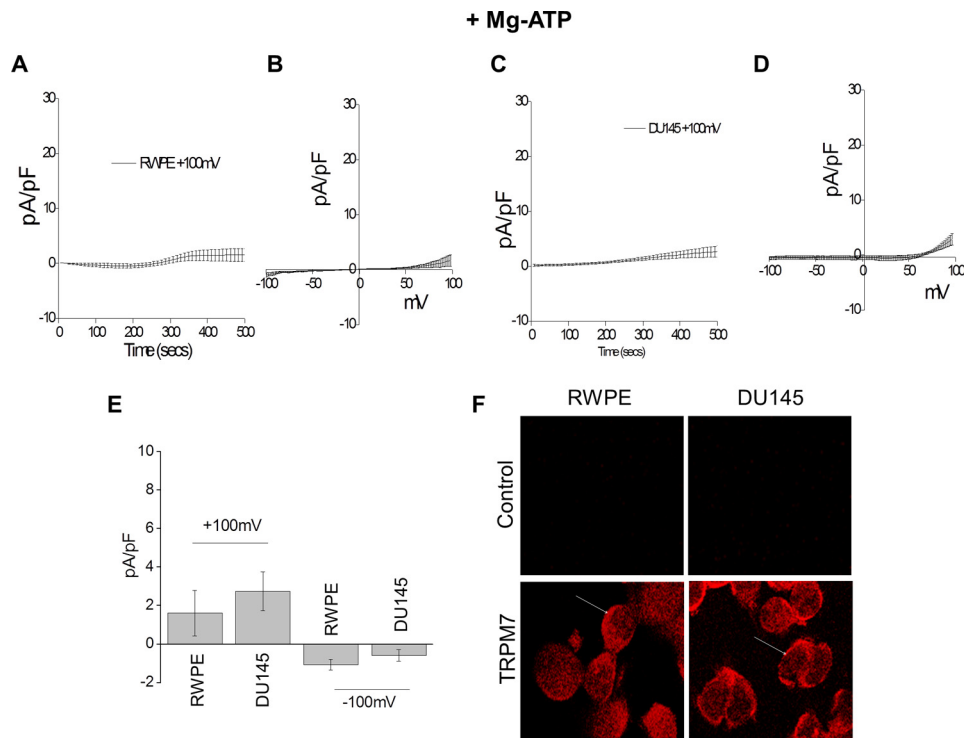 + Mg-ATP
A
B
C
D
30
20
10
0
-10
pA/pF
RWPE +100mV
0 100 200 300 400 500
Time (secs)
30
20
10
0
-10
pA/pF
-100 -50 50 100
mV
30
20
10
0
-10
pA/pF
DU145 +100mV
0 100 200 300 400 500
Time (secs)
30
20
10
0
-10
pA/pF
-100 -50 0 50 100
mV
E
10
8
6
4
2
0
-2
pA/pF
+100mV
RWPE
DU145
RWPE
DU145
-100mV
F
RWPE DU145
Control
TRPM7